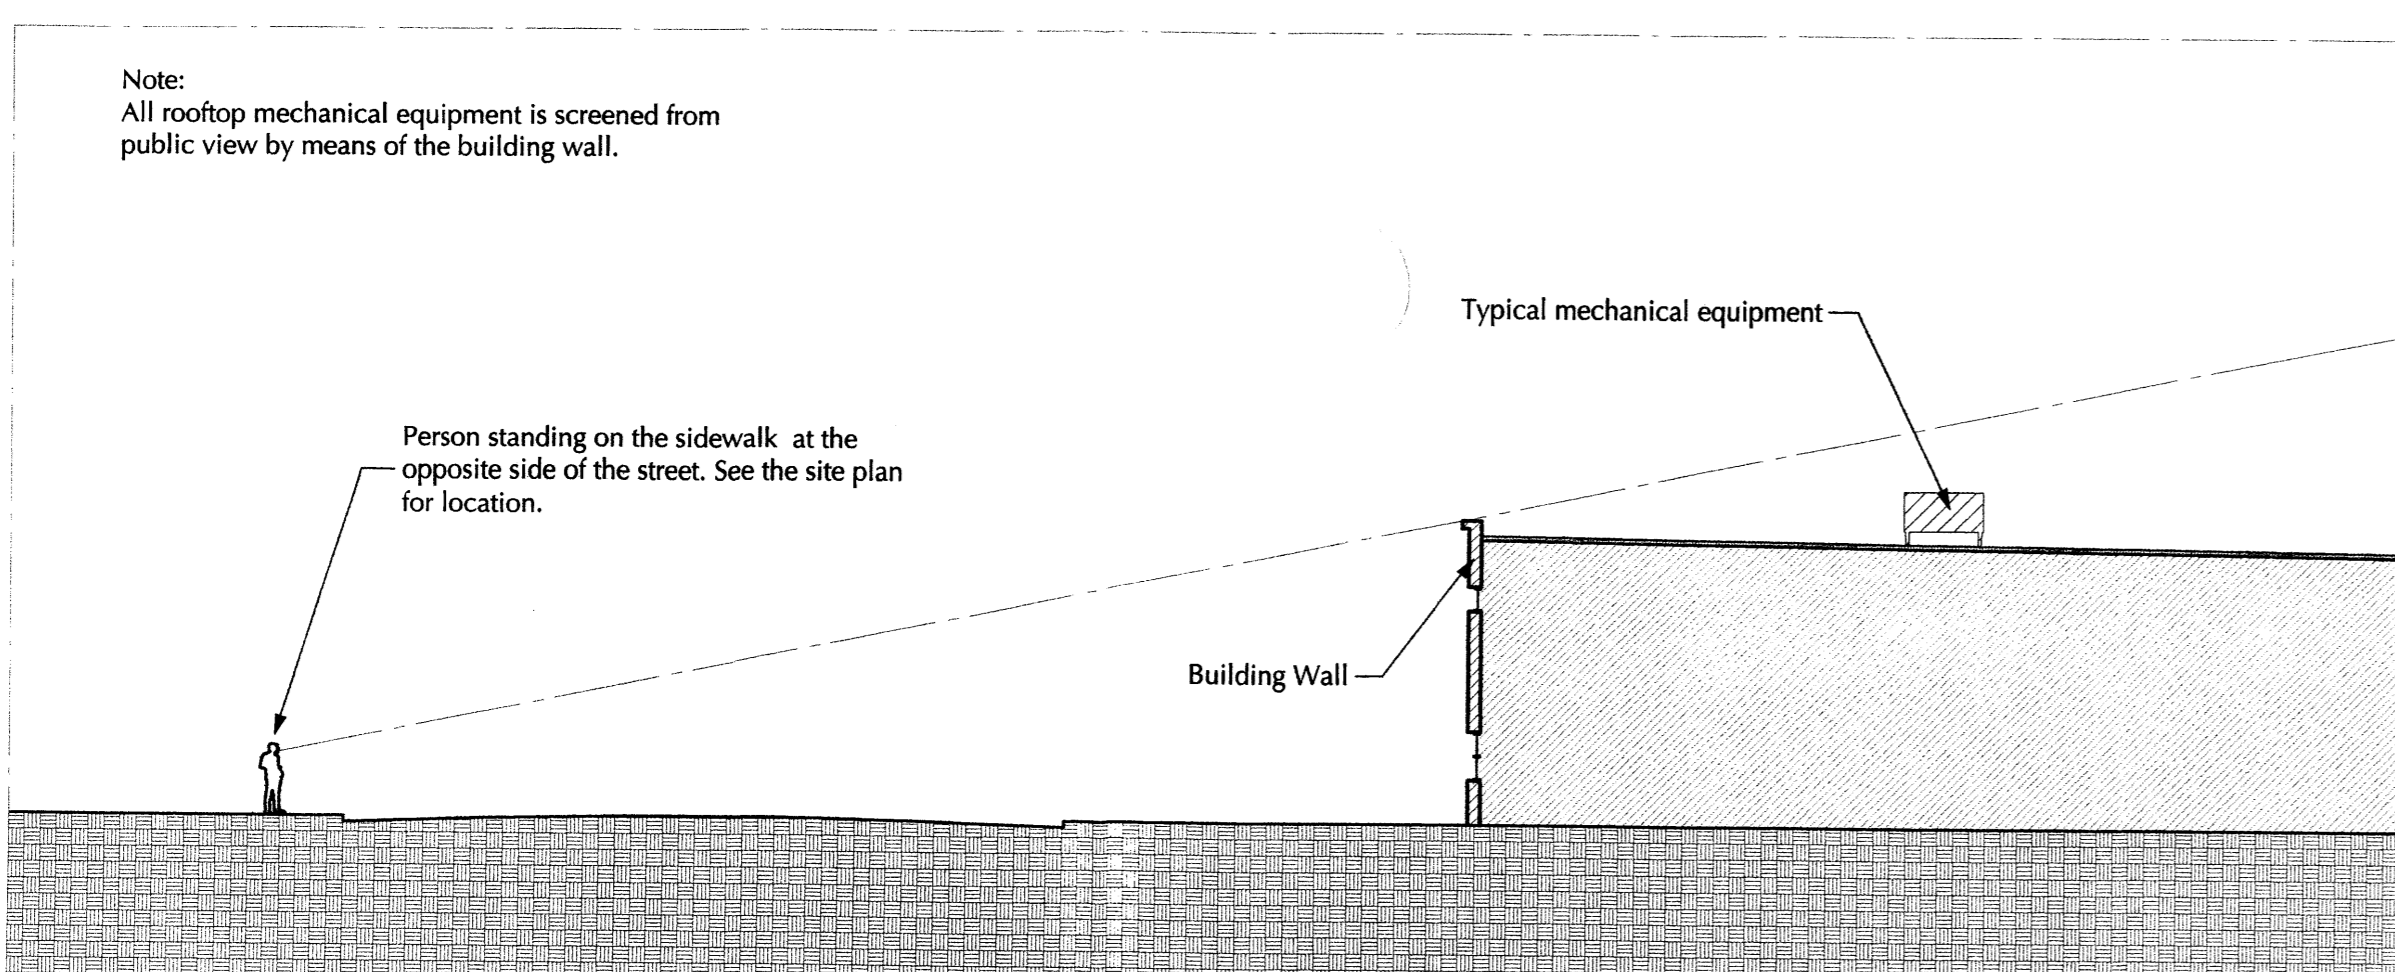 Note:
All rooftop mechanical equipment is screened from
public view by means of the building wall.
Typical mechanical equipment
Person standing on the sidewalk at the
opposite side of the street. See the site plan
for location.
Building Wall